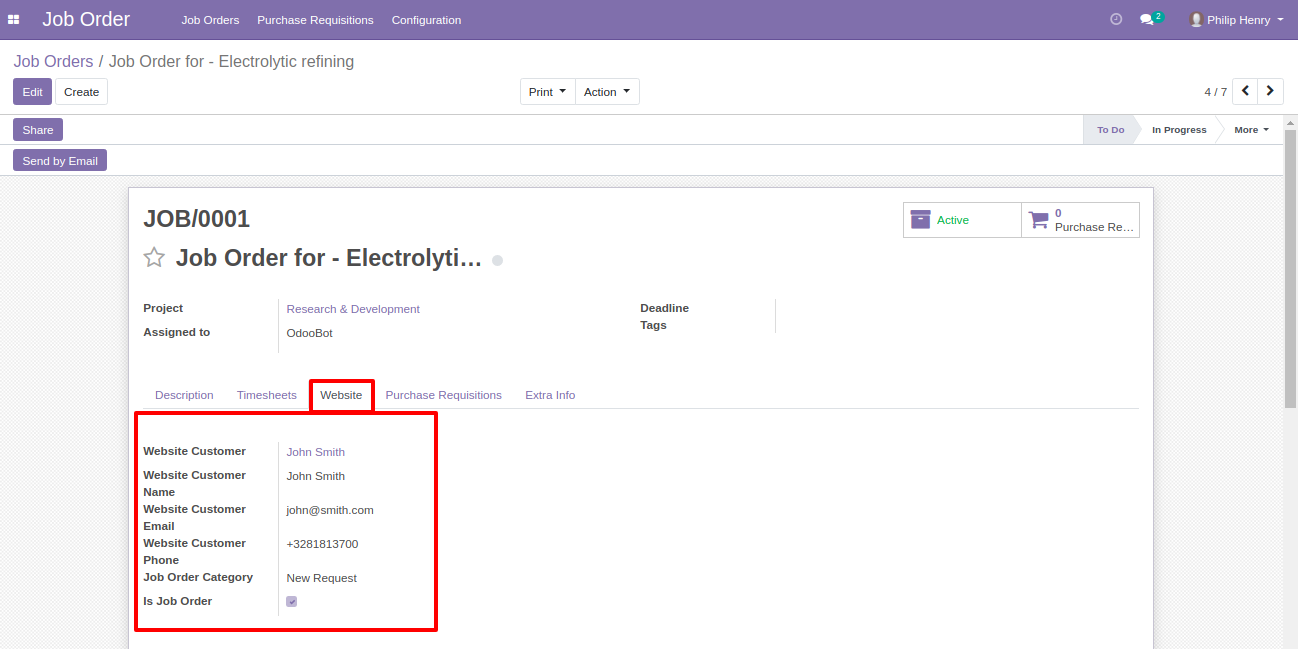 Job Order Job Orders Purchase Requisitions Configuration 2 Philip Henry
Job Orders / Job Order for - Electrolytic refining
Edit Create Print Action 4 / 7
Share To Do In Progress More
Send by Email
JOB/0001 Active 0
Purchase Re…
Job Order for - Electrolyti…
Project Research & Development Deadline
Tags
Assigned to OdooBot
Description Timesheets Website Purchase Requisitions Extra Info
Website Customer John Smith
Website Customer John Smith
Name
Website Customer john@smith.com
Email
Website Customer +3281813700
Phone
Job Order Category New Request
Is Job Order